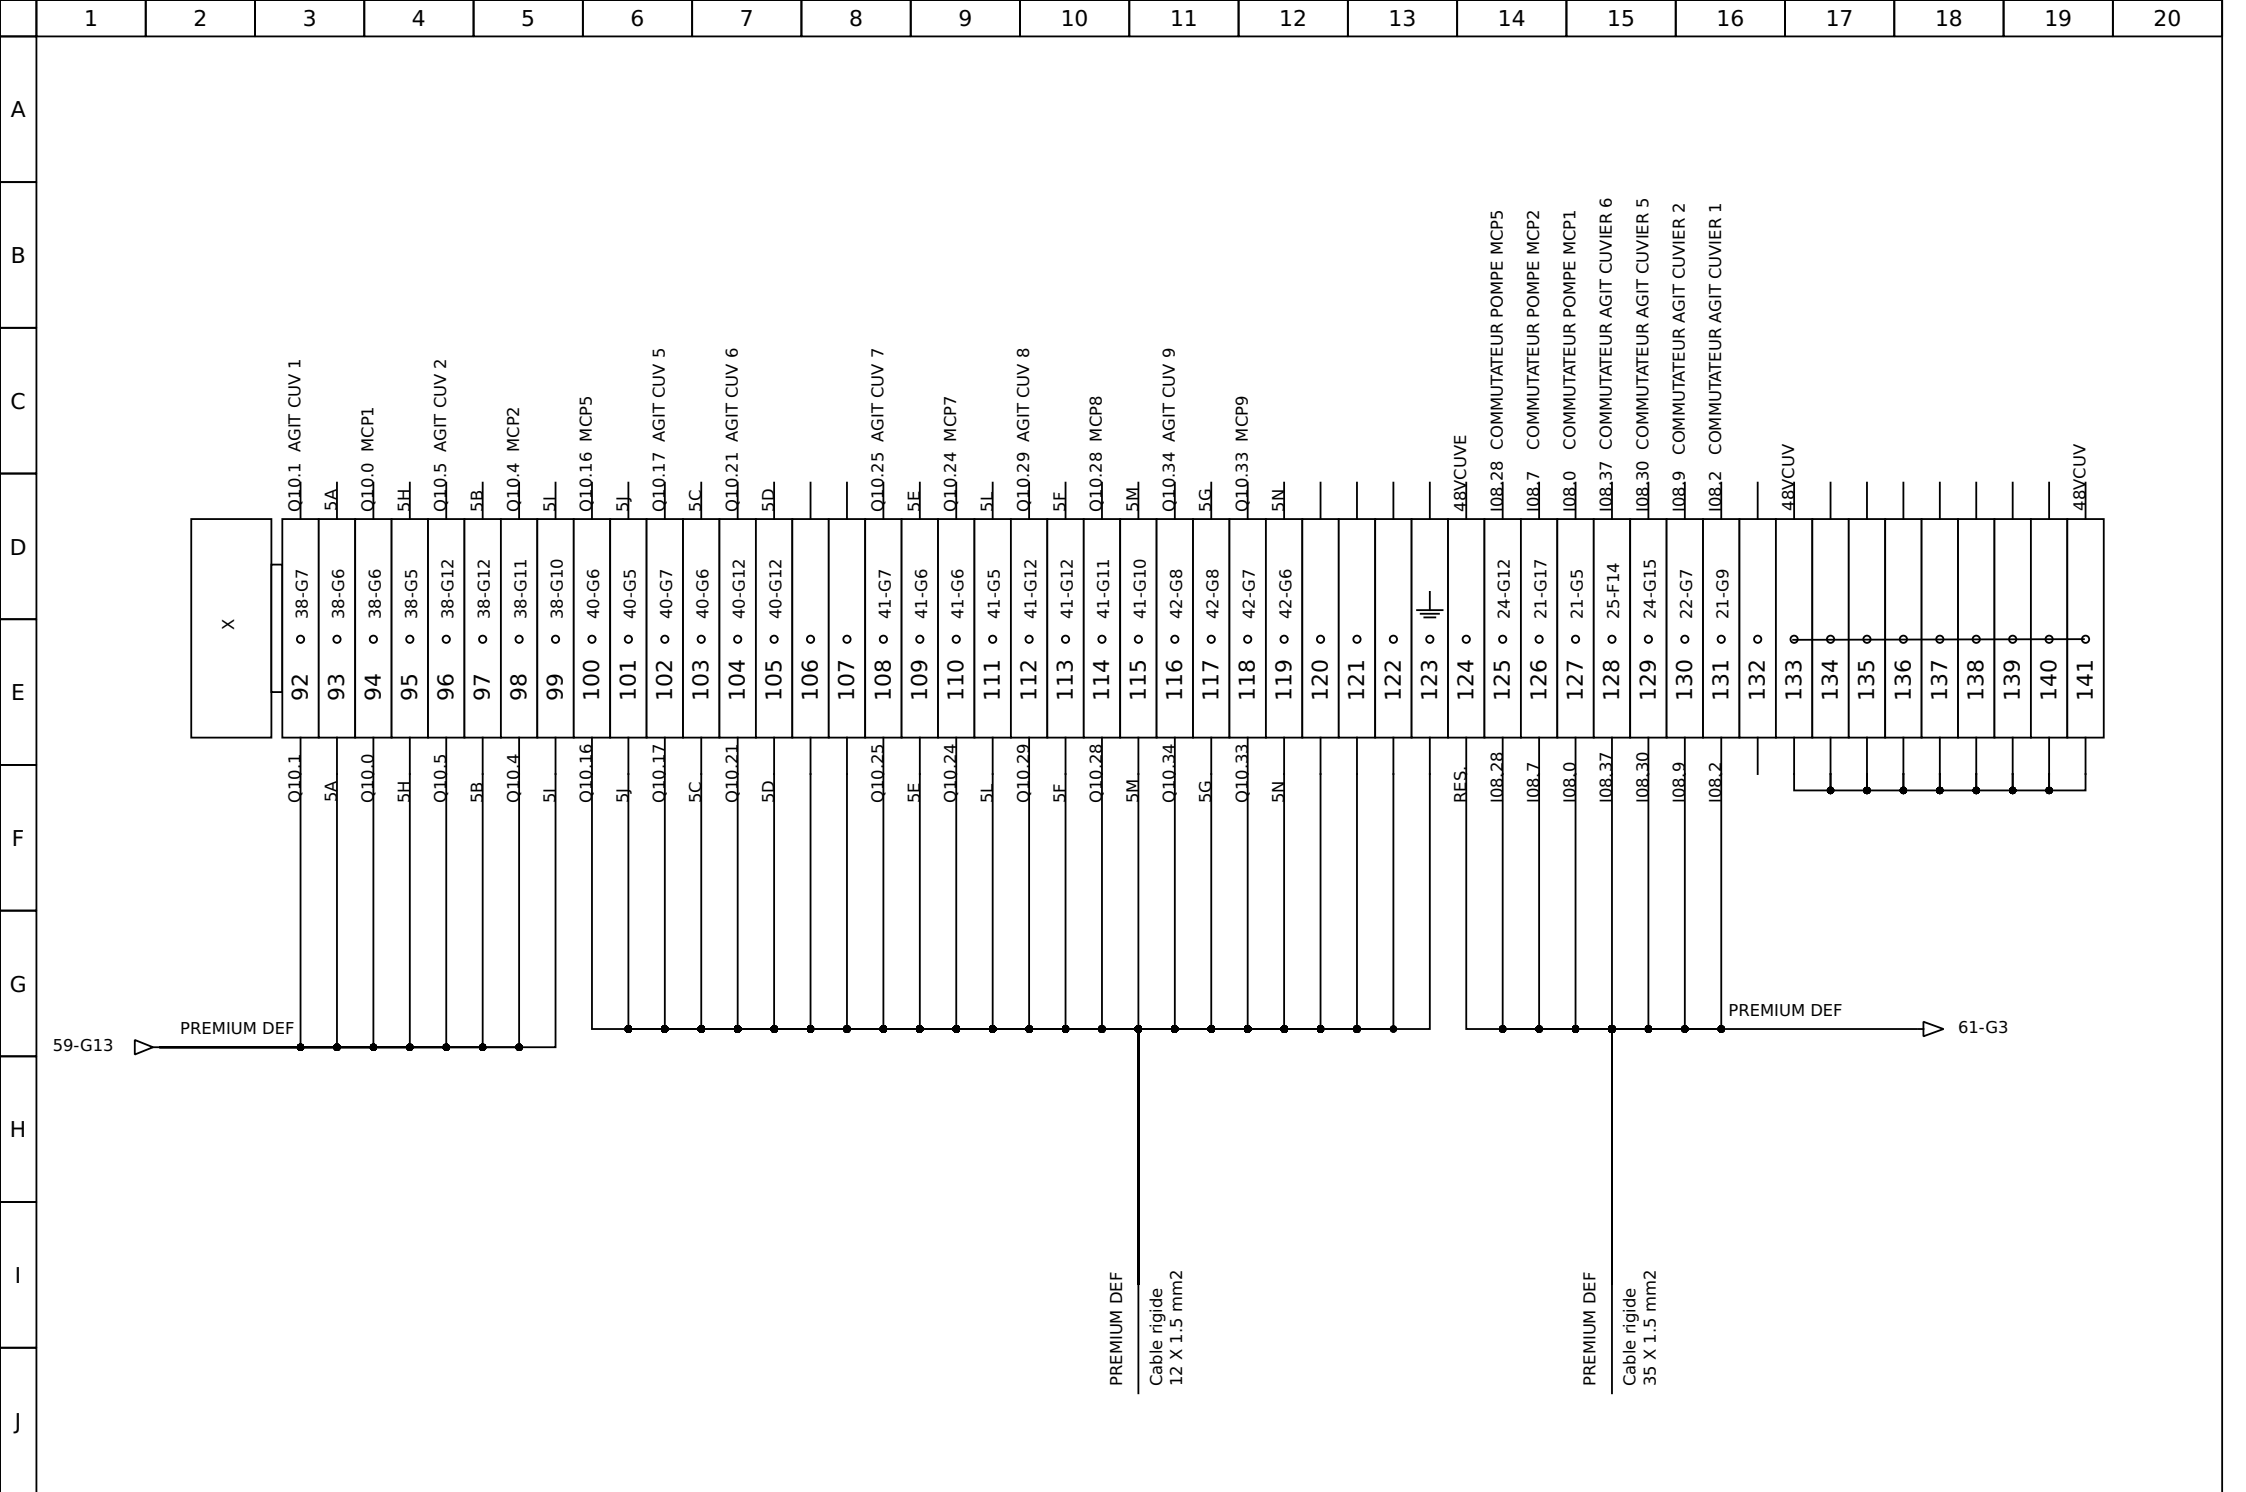 1 2 3 4 5 6 7 8 9 10 11 12 13 14 15 16 17 18 19 20
A
B
C
D
E
F
G
H
I
J
Q10.1 AGIT CUV 1
5A
Q10.0 MCP1
5H
Q10.5 AGIT CUV 2
5B
Q10.4 MCP2
5I
Q10.16 MCP5
5J
Q10.17 AGIT CUV 5
5C
Q10.21 AGIT CUV 6
5D
Q10.25 AGIT CUV 7
5E
Q10.24 MCP7
5L
Q10.29 AGIT CUV 8
5F
Q10.28 MCP8
5M
Q10.34 AGIT CUV 9
5G
Q10.33 MCP9
5N
48VCUVE
I08.28 COMMUTATEUR POMPE MCP5
I08.7 COMMUTATEUR POMPE MCP2
I08.0 COMMUTATEUR POMPE MCP1
I08.37 COMMUTATEUR AGIT CUVIER 6
I08.30 COMMUTATEUR AGIT CUVIER 5
I08.9 COMMUTATEUR AGIT CUVIER 2
I08.2 COMMUTATEUR AGIT CUVIER 1
48VCUV
48VCUV
X
92 38-G7
93 38-G6
94 38-G6
95 38-G5
96 38-G12
97 38-G12
98 38-G11
99 38-G10
100 40-G6
101 40-G5
102 40-G7
103 40-G6
104 40-G12
105 40-G12
106
107
108 41-G7
109 41-G6
110 41-G6
111 41-G5
112 41-G12
113 41-G12
114 41-G11
115 41-G10
116 42-G8
117 42-G8
118 42-G7
119 42-G6
120
121
122
123
124
125 24-G12
126 21-G17
127 21-G5
128 25-F14
129 24-G15
130 22-G7
131 21-G9
132
133
134
135
136
137
138
139
140
141
Q10.1
5A
Q10.0
5H
Q10.5
5B
Q10.4
5I
Q10.16
5J
Q10.17
5C
Q10.21
5D
Q10.25
5E
Q10.24
5L
Q10.29
5F
Q10.28
5M
Q10.34
5G
Q10.33
5N
RES.
I08.28
I08.7
I08.0
I08.37
I08.30
I08.9
I08.2
59-G13
PREMIUM DEF
PREMIUM DEF
61-G3
PREMIUM DEF
Cable rigide
12 X 1.5 mm2
PREMIUM DEF
Cable rigide
35 X 1.5 mm2